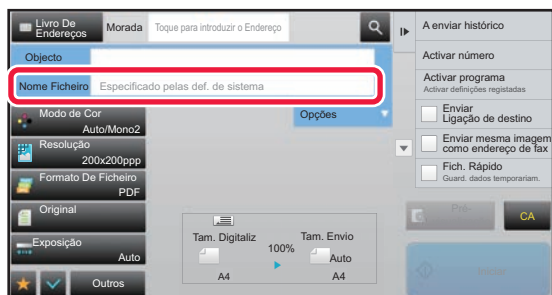 Livro De
Endereços
Morada
Toque para introduzir o Endereço
Objecto
Nome Ficheiro
Especificado pelas def. de sistema
Modo de Cor
Auto/Mono2
Opções
Resolução
200x200ppp
Formato De Ficheiro
PDF
Original
Exposição
Auto
Outros
Tam. Digitaliz
100%
Tam. Envio
Auto
A4
A4
A enviar histórico
Activar número
Activar programa
Activar definições registadas
Enviar
Ligação de destino
Enviar mesma imagem
como endereço de fax
Fich. Rápido
Guard. dados temporariam.
Pré-
CA
Iniciar